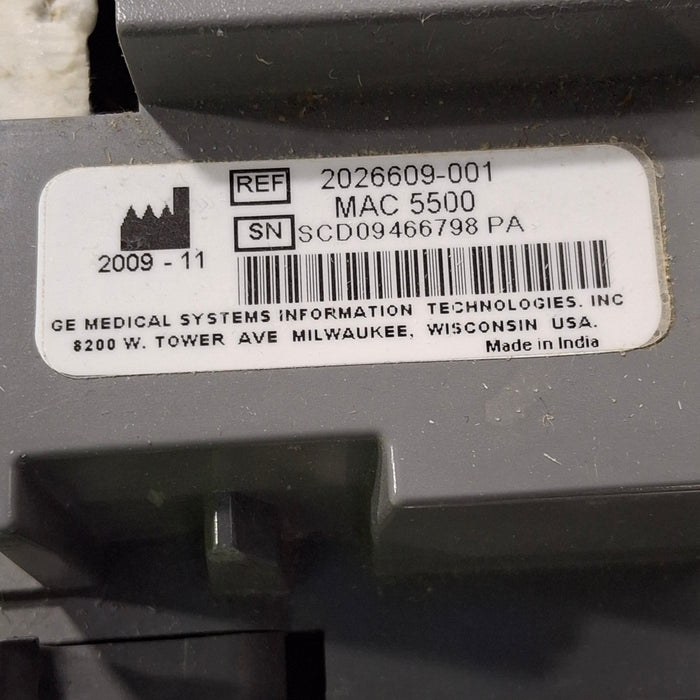 REF 2026609-001
MAC 5500
SN SCD09466798 PA
2009 - 11
GE MEDICAL SYSTEMS INFORMATION TECHNOLOGIES. INC
8200 W. TOWER AVE MILWAUKEE, WISCONSIN USA.
Made in India